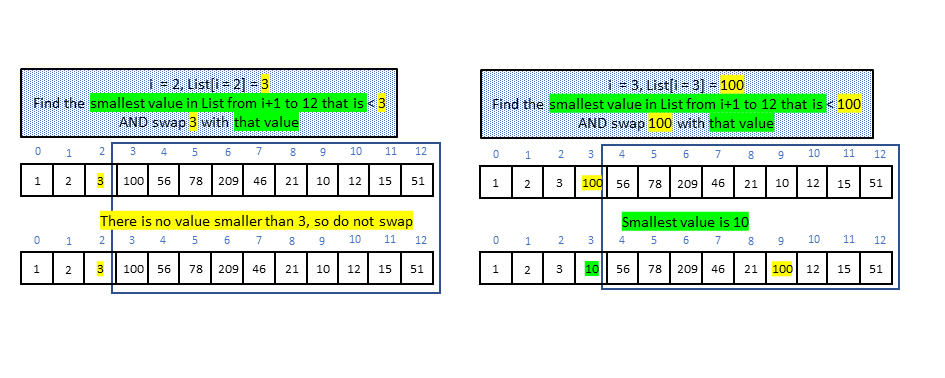 i = 2, List[i = 2] = 3
Find the smallest value in List from i+1 to 12 that is < 3
AND swap 3 with that value
0 1 2 3 4 5 6 7 8 9 10 11 12
1 2 3 100 56 78 209 46 21 10 12 15 51
There is no value smaller than 3, so do not swap
0 1 2 3 4 5 6 7 8 9 10 11 12
1 2 3 100 56 78 209 46 21 10 12 15 51
i = 3, List[i = 3] = 100
Find the smallest value in List from i+1 to 12 that is < 100
AND swap 100 with that value
0 1 2 3 4 5 6 7 8 9 10 11 12
1 2 3 100 56 78 209 46 21 10 12 15 51
Smallest value is 10
0 1 2 3 4 5 6 7 8 9 10 11 12
1 2 3 10 56 78 209 46 21 100 12 15 51